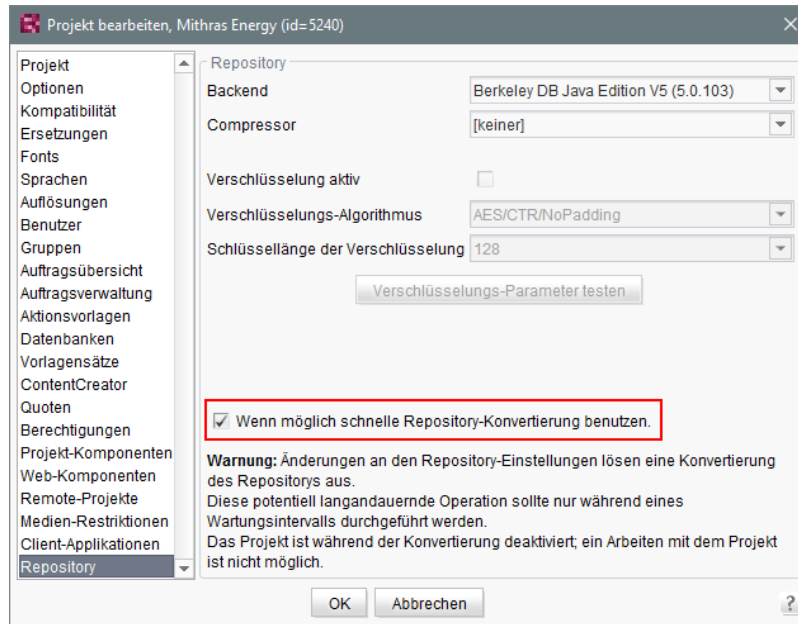 Projekt bearbeiten, Mithras Energy (id=5240)
Projekt
Optionen
Kompatibilität
Ersetzungen
Fonts
Sprachen
Auflösungen
Benutzer
Gruppen
Auftragsübersicht
Auftragsverwaltung
Aktionsvorlagen
Datenbanken
Vorlagensätze
ContentCreator
Quoten
Berechtigungen
Projekt-Komponenten
Web-Komponenten
Remote-Projekte
Medien-Restriktionen
Client-Applikationen
Repository
Repository
Backend Berkeley DB Java Edition V5 (5.0.103)
Compressor [keiner]
Verschlüsselung aktiv
Verschlüsselungs-Algorithmus AES/CTR/NoPadding
Schlüssellänge der Verschlüsselung 128
Verschlüsselungs-Parameter testen
Wenn möglich schnelle Repository-Konvertierung benutzen.
Warnung: Änderungen an den Repository-Einstellungen lösen eine Konvertierung
des Repositorys aus.
Diese potentiell langandauernde Operation sollte nur während eines
Wartungsintervalls durchgeführt werden.
Das Projekt ist während der Konvertierung deaktiviert; ein Arbeiten mit dem Projekt
ist nicht möglich.
OK Abbrechen ?